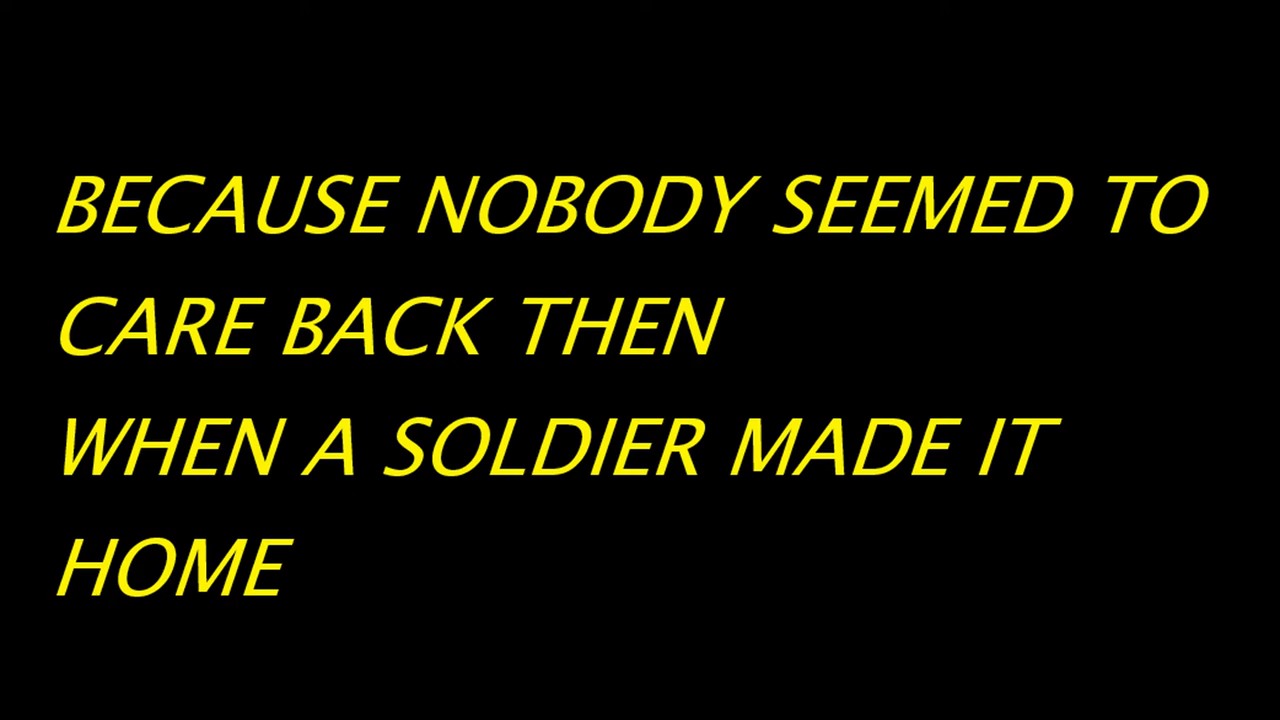 BECAUSE NOBODY SEEMED TO
CARE BACK THEN
WHEN A SOLDIER MADE IT
HOME